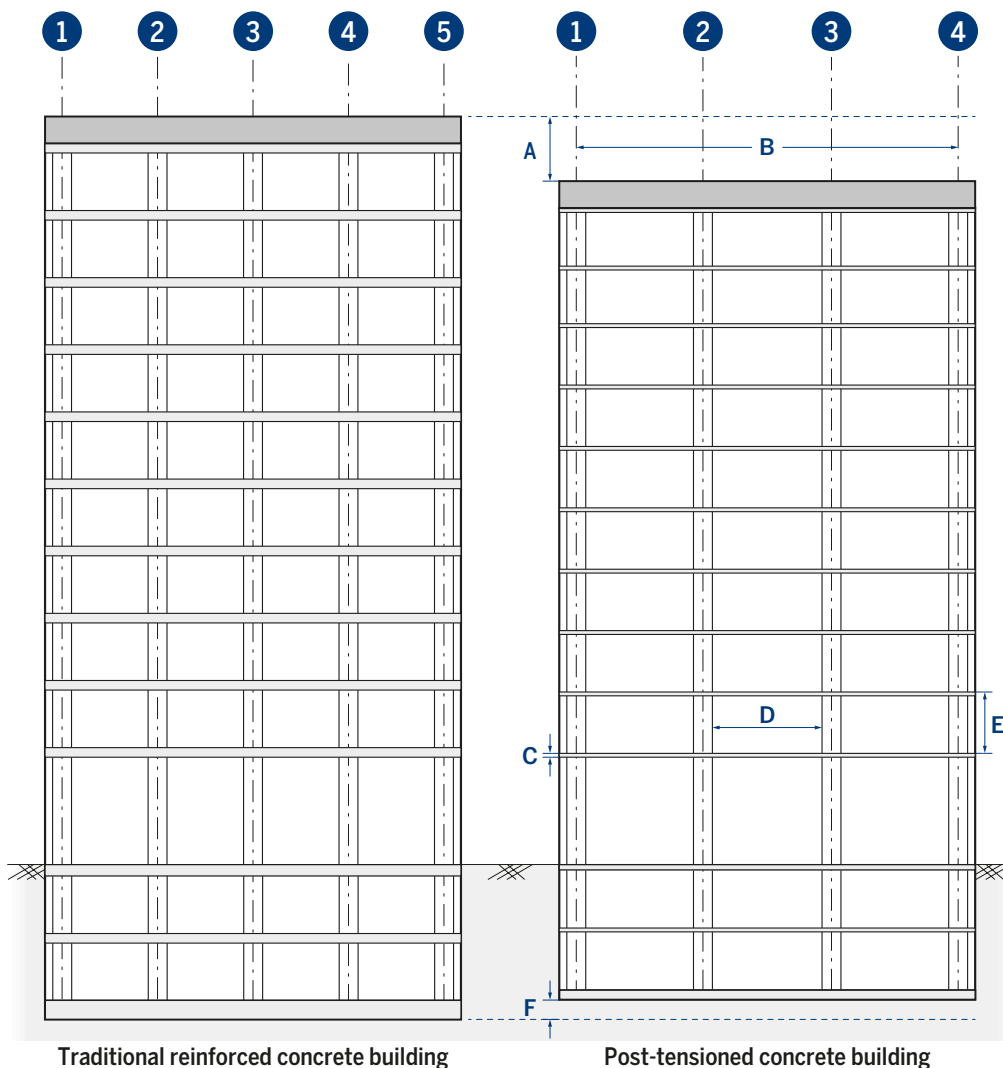 1 2 3 4 5 1 2 3 4
A
B
D
E
C
F
Traditional reinforced concrete building
Post-tensioned concrete building